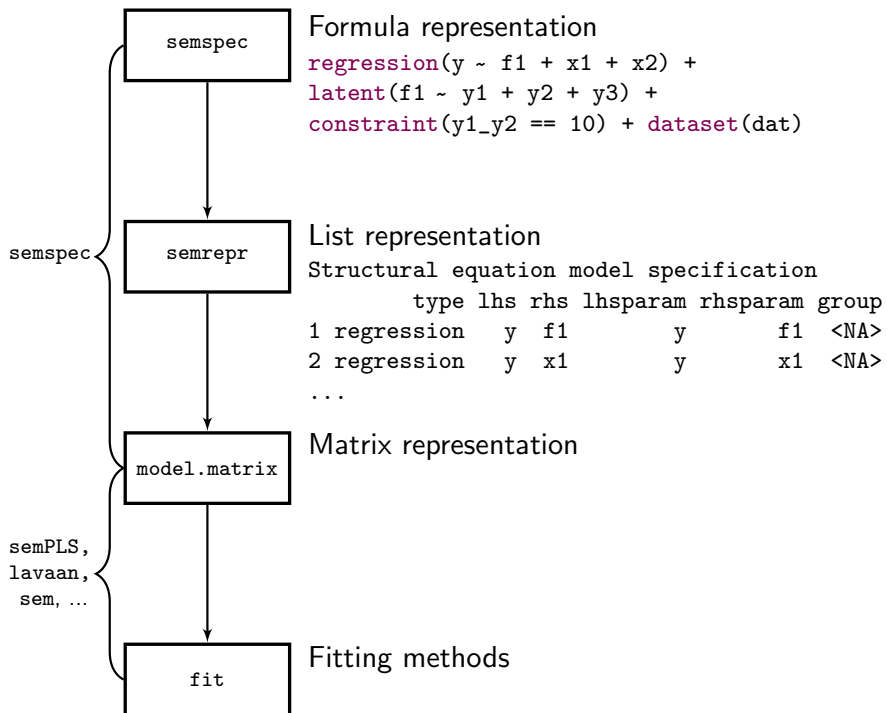 semspec
Formula representation
regression(y ~ f1 + x1 + x2) +
latent(f1 ~ y1 + y2 + y3) +
constraint(y1_y2 == 10) + dataset(dat)
semspec
semrepr
List representation
Structural equation model specification
type lhs rhs lhsparam rhsparam group
1 regression y f1 y f1 <NA>
2 regression y x1 y x1 <NA>
...
model.matrix
Matrix representation
semPLS,
lavaan,
sem, ...
fit
Fitting methods